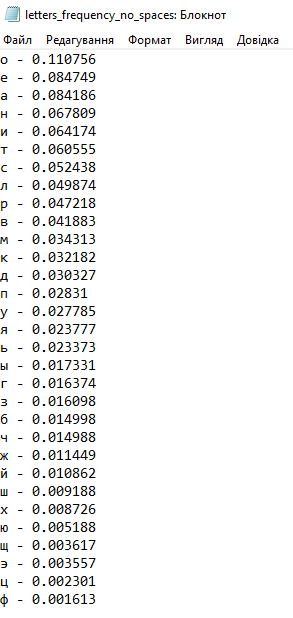 letters_frequency_no_spaces: Блокнот
Файл Редагування Формат Вигляд Довідка
о - 0.110756
е - 0.084749
а - 0.084186
н - 0.067809
и - 0.064174
т - 0.060555
с - 0.052438
л - 0.049874
р - 0.047218
в - 0.041883
м - 0.034313
к - 0.032182
д - 0.030327
п - 0.02831
у - 0.027785
я - 0.023777
ь - 0.023373
ы - 0.017331
г - 0.016374
з - 0.016098
б - 0.014998
ч - 0.014988
ж - 0.011449
й - 0.010862
ш - 0.009188
х - 0.008726
ю - 0.005188
щ - 0.003617
э - 0.003557
ц - 0.002301
ф - 0.001613